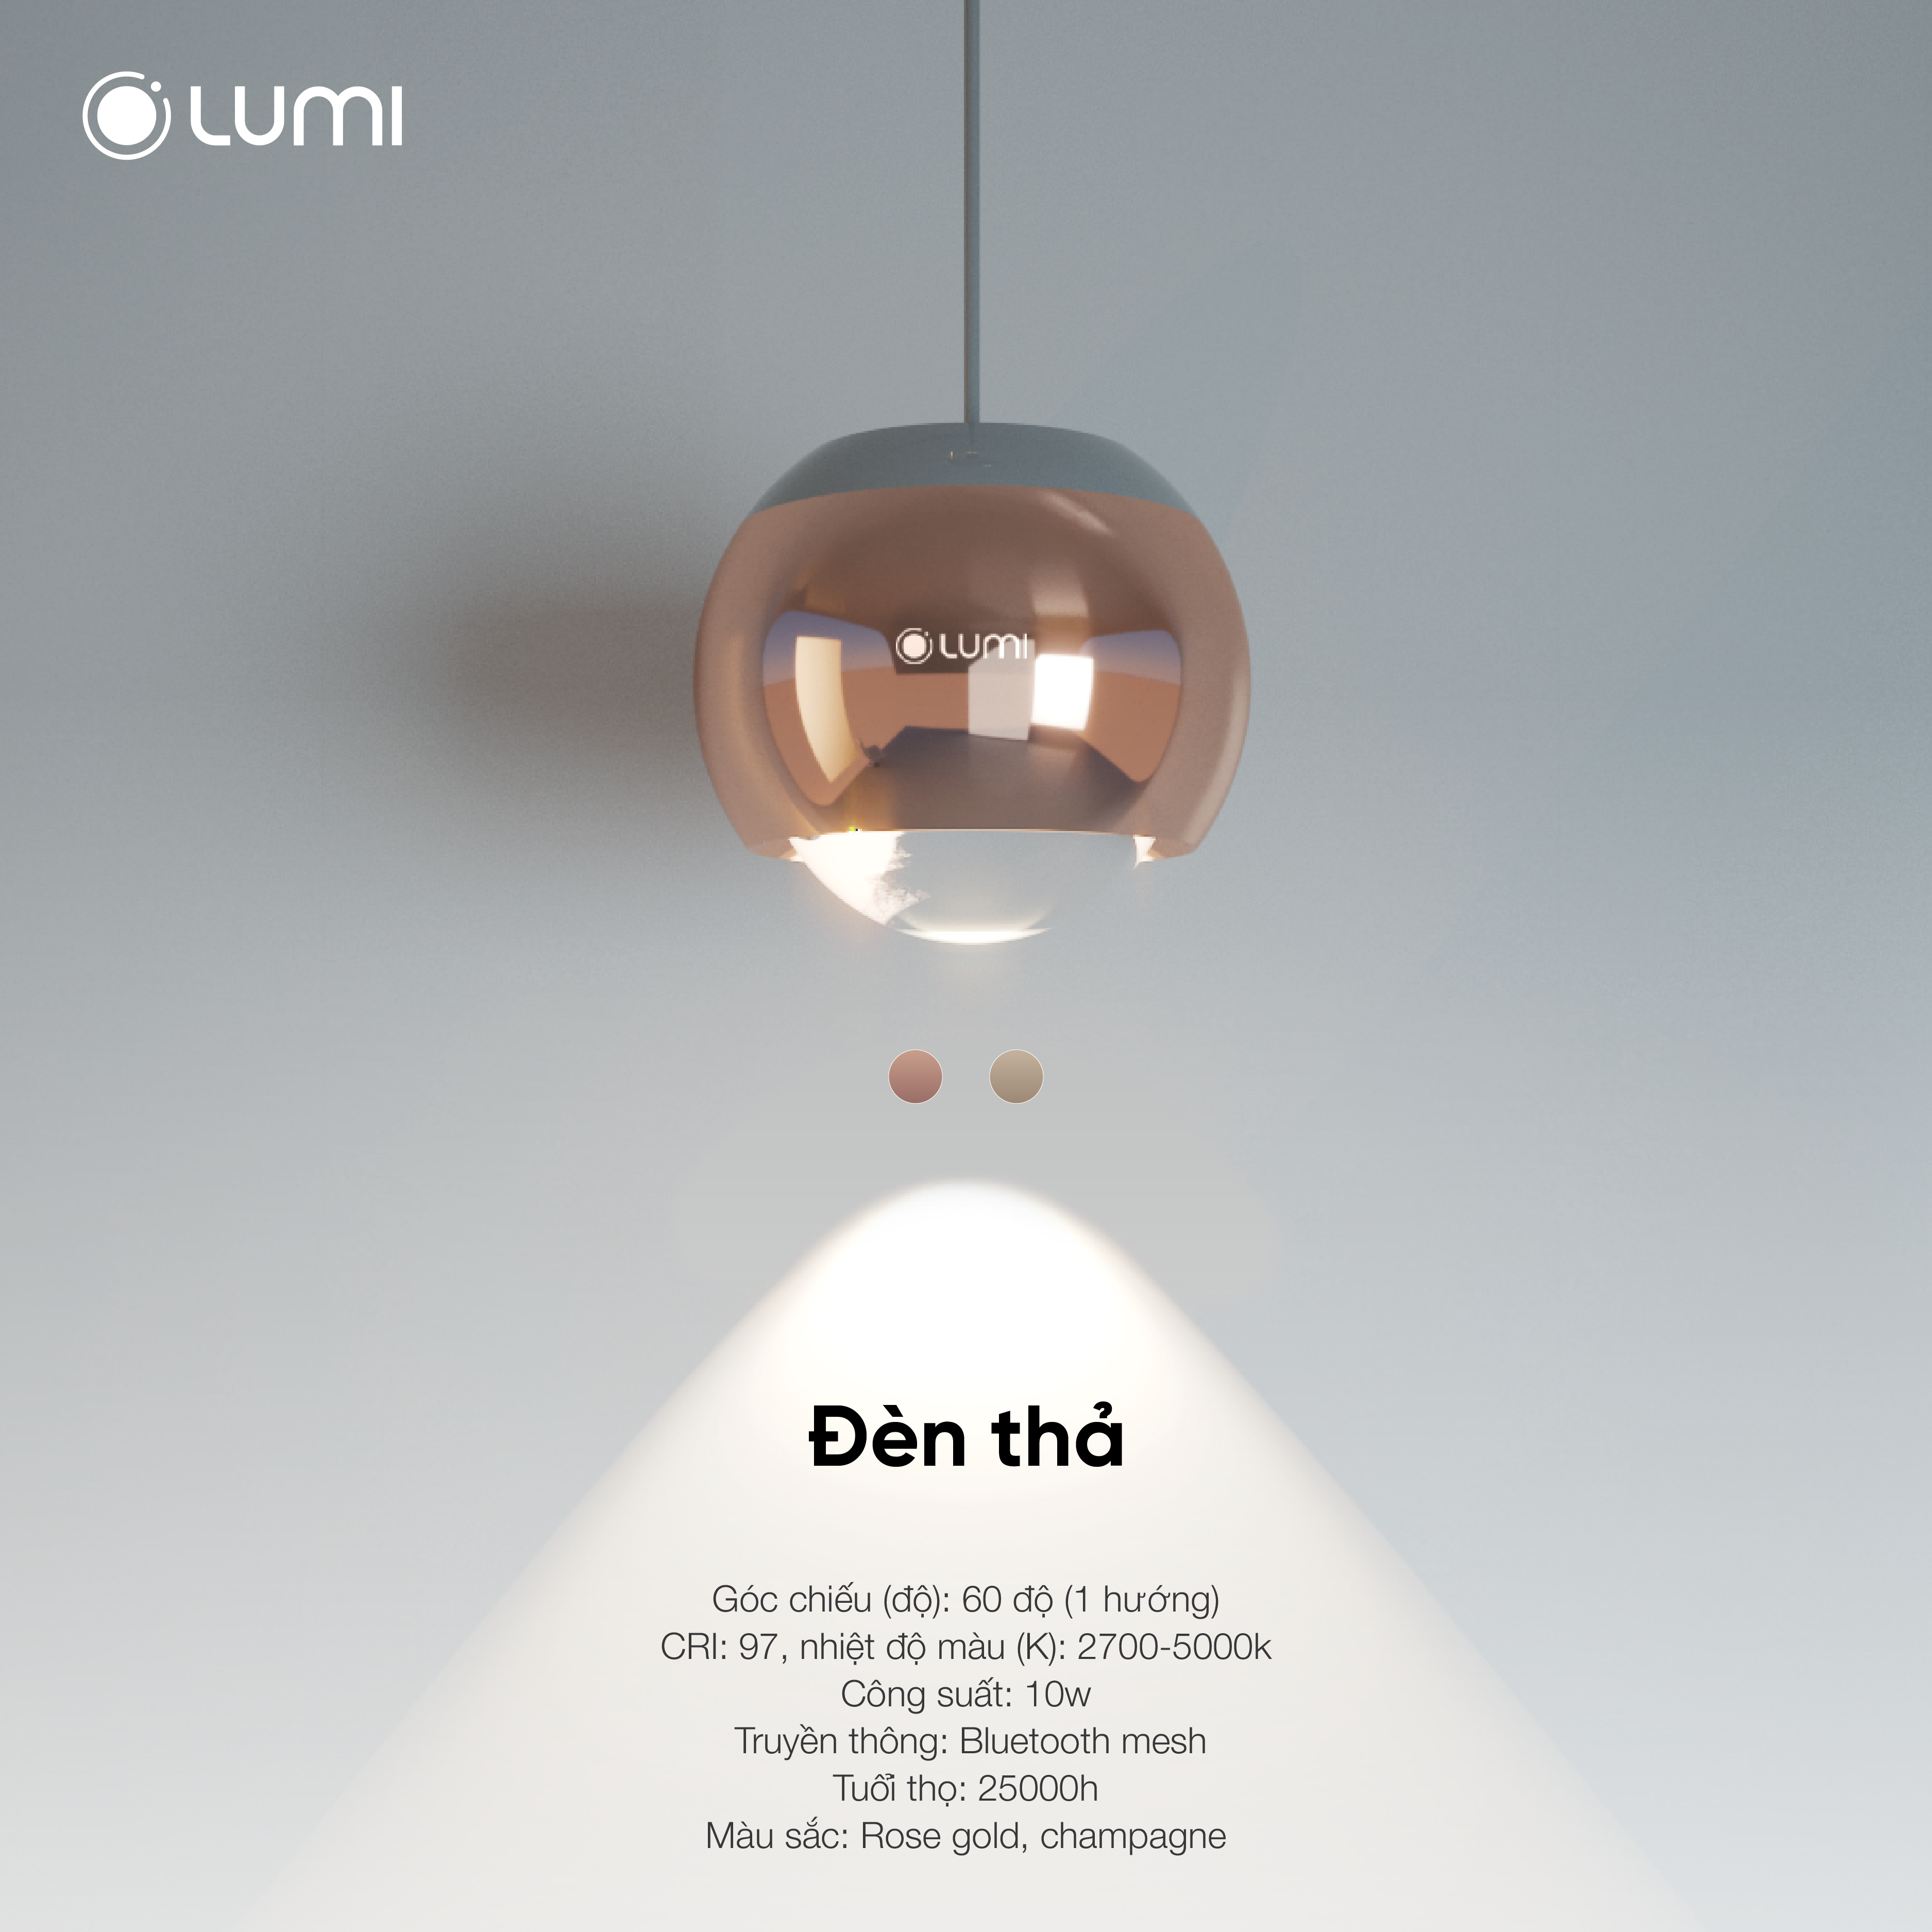 LUMI
LUMI
Đèn thả
Góc chiếu (độ): 60 độ (1 hướng)
CRI: 97, nhiệt độ màu (K): 2700-5000k
Công suất: 10w
Truyền thông: Bluetooth mesh
Tuổi thọ: 25000h
Màu sắc: Rose gold, champagne